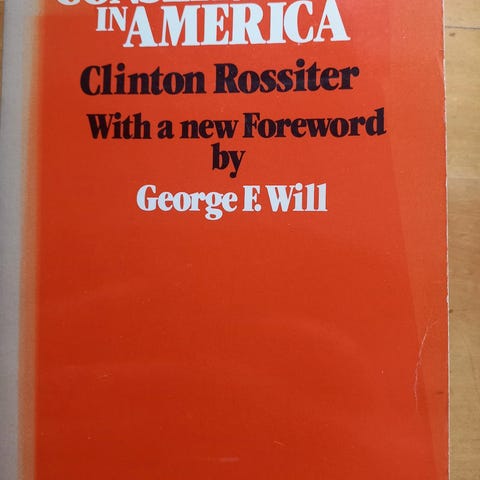 IN AMERICA
Clinton Rossiter
With a new Foreword
by
George F. Will